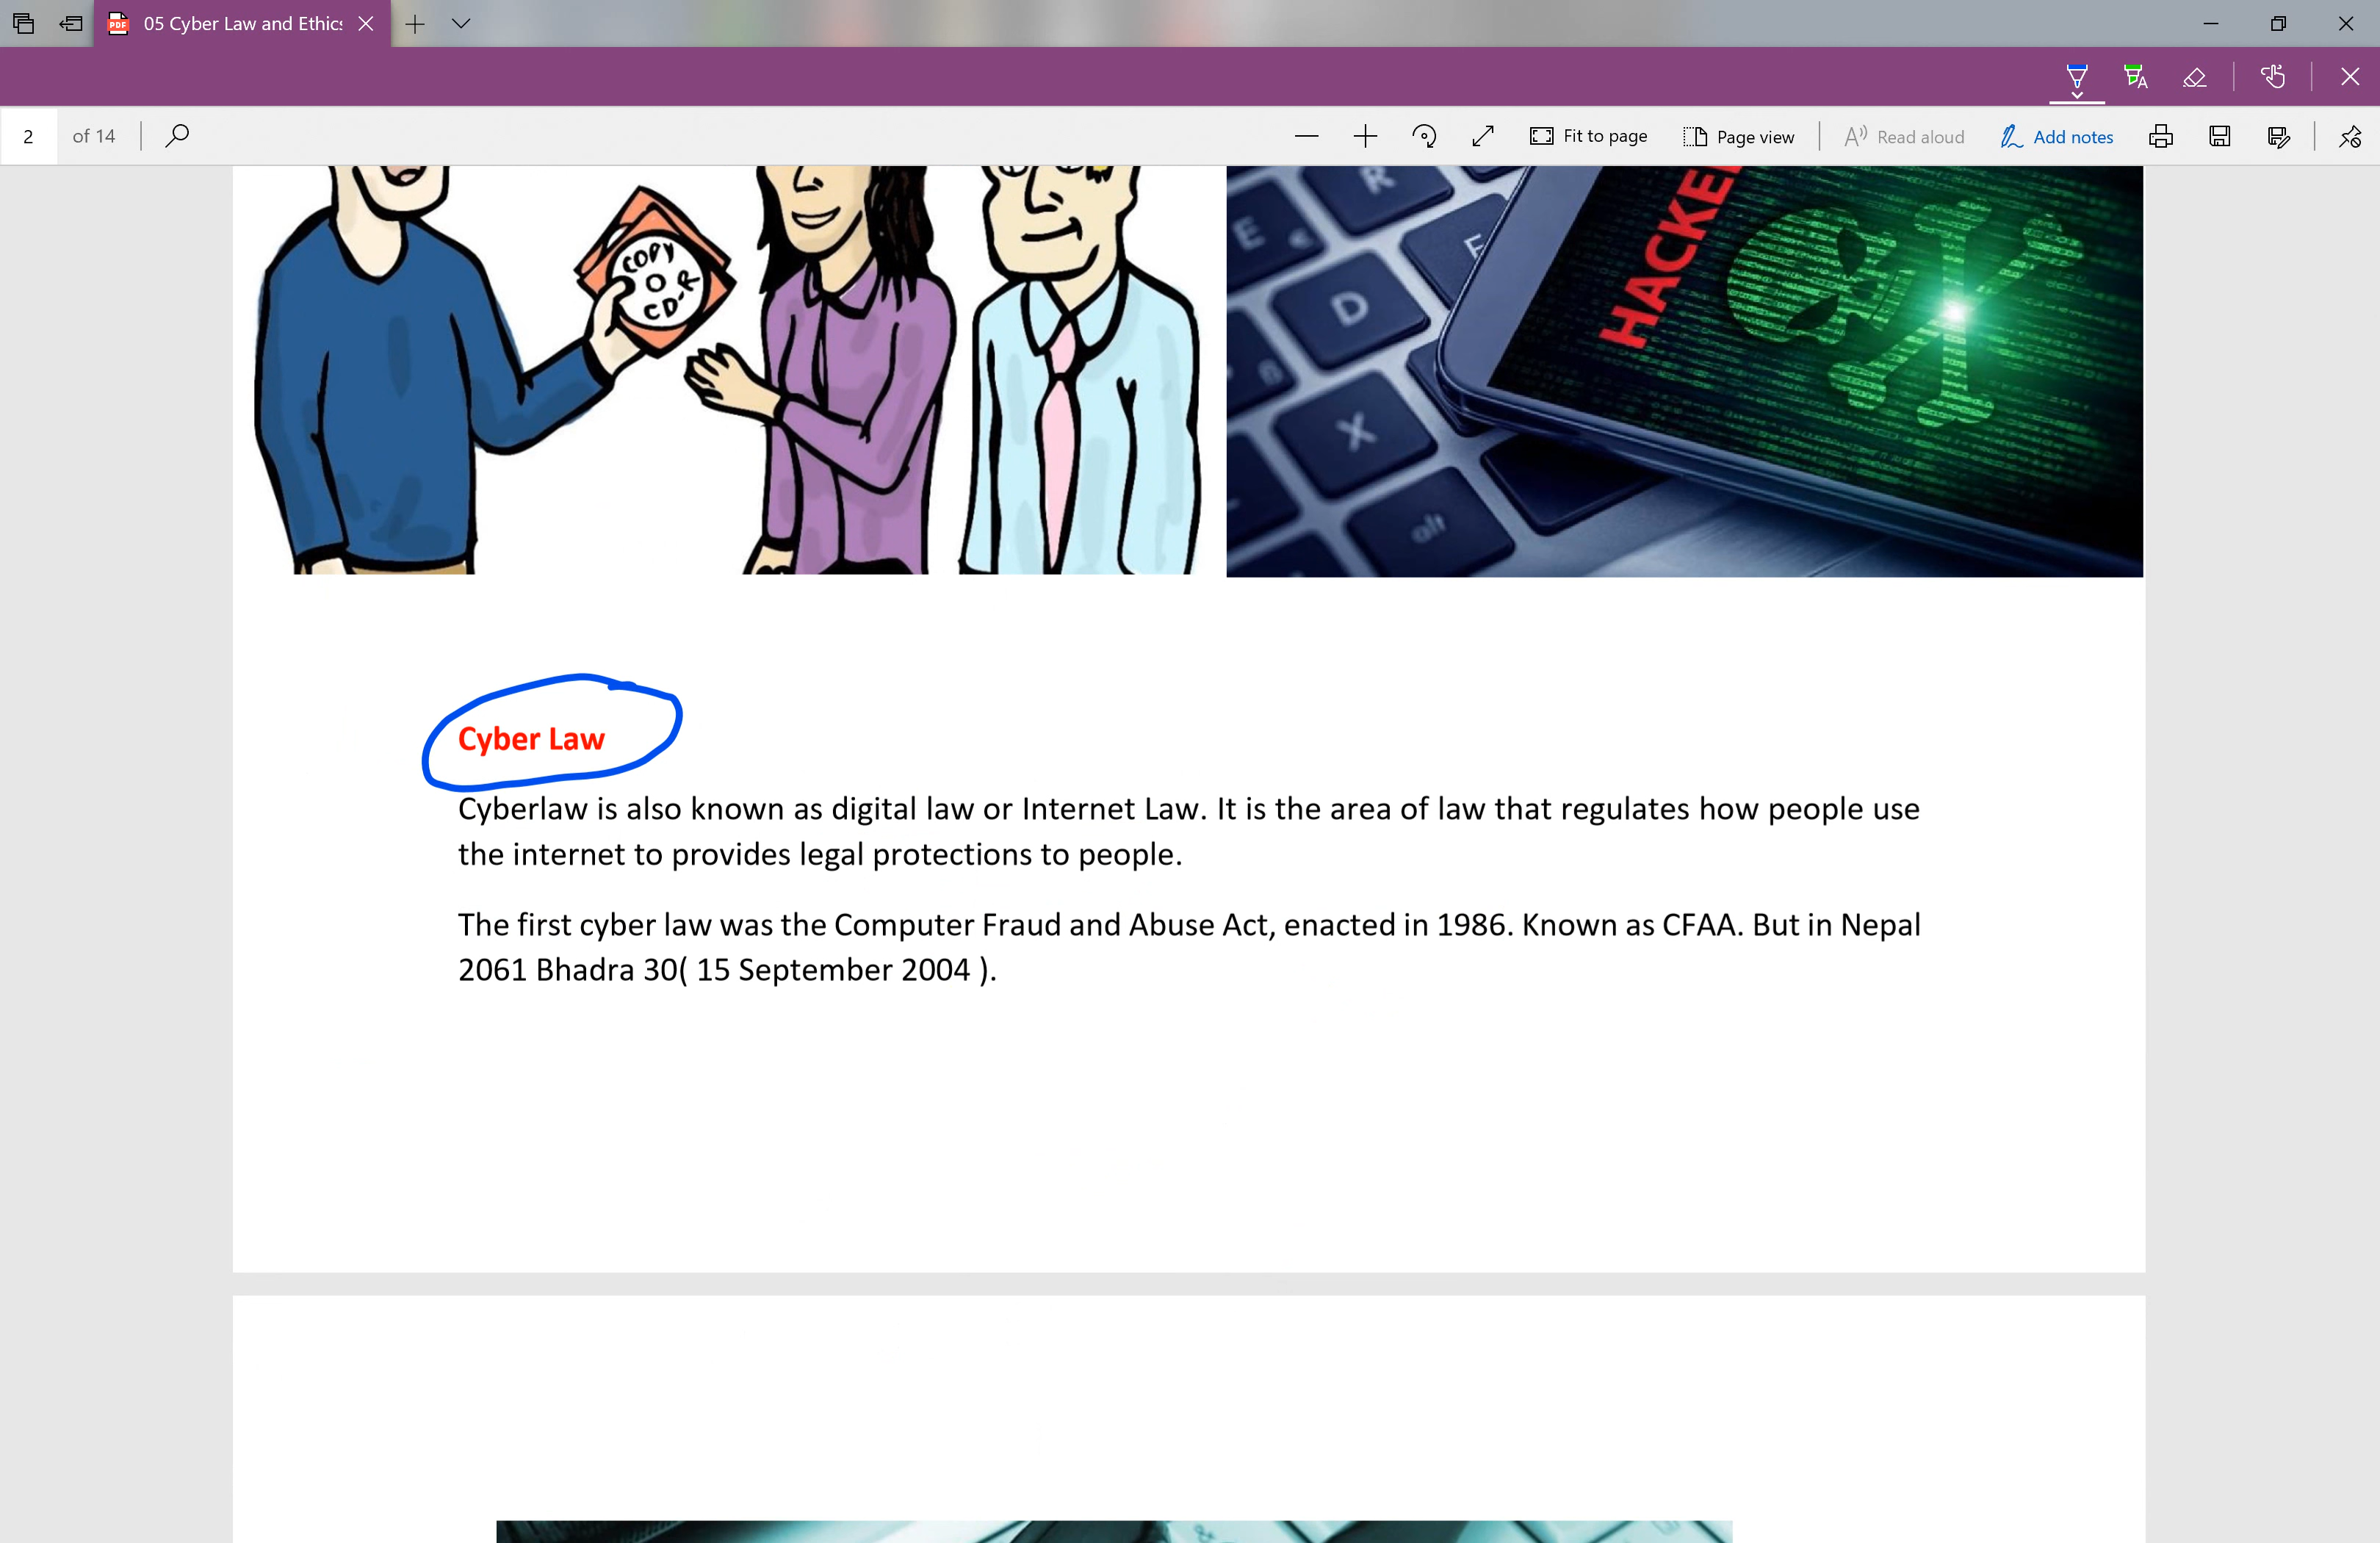 05 Cyber Law and Ethics
2 of 14
Fit to page
Page view
Read aloud
Add notes
COPY
CD-R
E
R
F
D
X
alt
HACKE
Cyber Law
Cyberlaw is also known as digital law or Internet Law. It is the area of law that regulates how people use
the internet to provides legal protections to people.
The first cyber law was the Computer Fraud and Abuse Act, enacted in 1986. Known as CFAA. But in Nepal
2061 Bhadra 30( 15 September 2004 ).